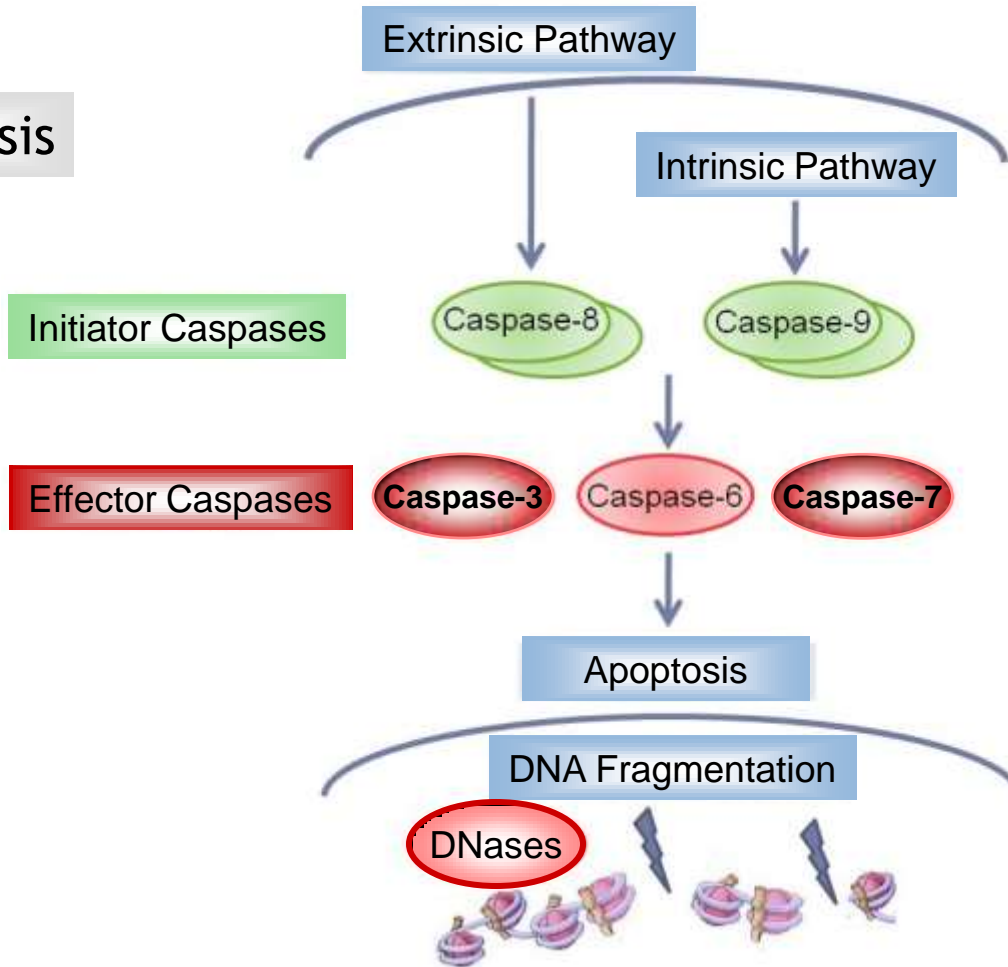 Extrinsic Pathway
sis
Intrinsic Pathway
Initiator Caspases
Caspase-8
Caspase-9
Effector Caspases
Caspase-3
Caspase-6
Caspase-7
Apoptosis
DNA Fragmentation
DNases